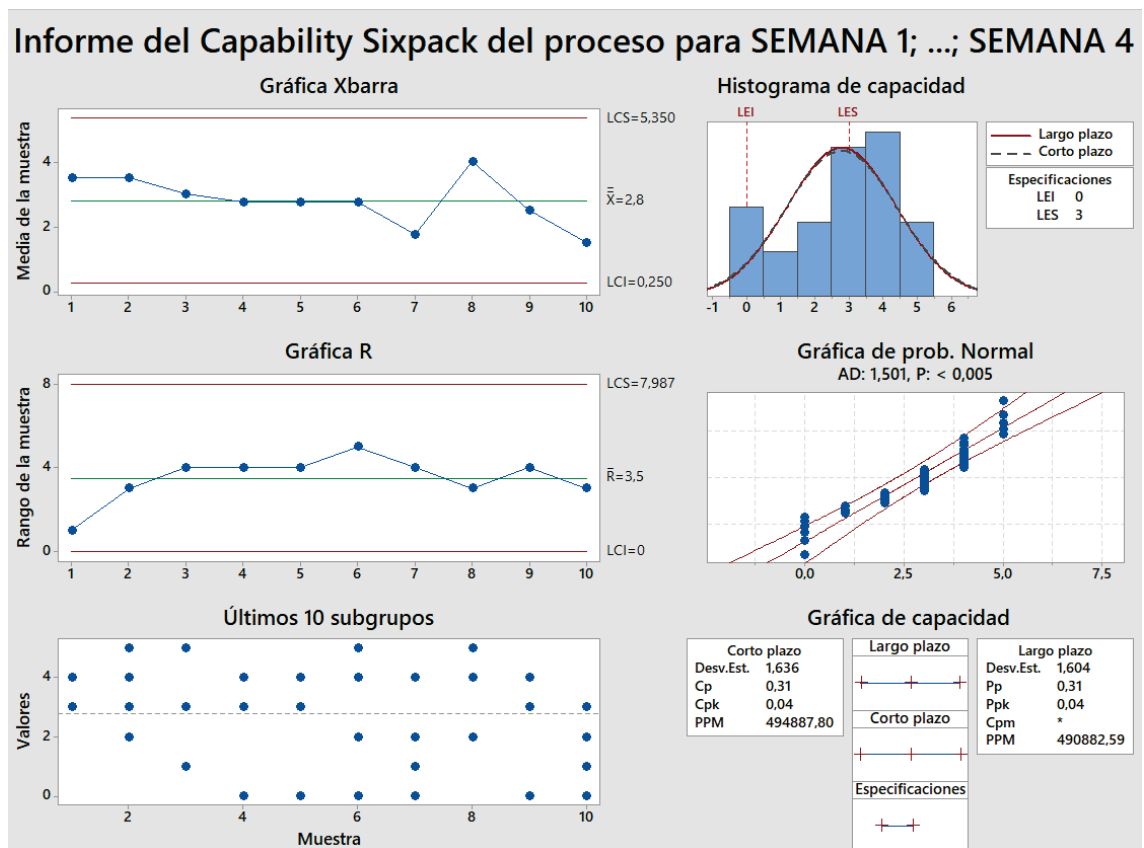 Informe del Capability Sixpack del proceso para SEMANA 1; ...; SEMANA 4
Gráfica Xbarra
Media de la muestra
4
2
0
1 2 3 4 5 6 7 8 9 10
LCS=5,350
X̿=2,8
LCI=0,250
Histograma de capacidad
LEI LES
-1 0 1 2 3 4 5 6
Largo plazo
Corto plazo
Especificaciones
LEI 0
LES 3
Gráfica R
Rango de la muestra
8
4
0
1 2 3 4 5 6 7 8 9 10
LCS=7,987
R̅=3,5
LCI=0
Gráfica de prob. Normal
AD: 1,501, P: < 0,005
0,0 2,5 5,0 7,5
Últimos 10 subgrupos
Valores
4
2
0
2 4 6 8 10
Muestra
Gráfica de capacidad
Corto plazo
Desv.Est. 1,636
Cp 0,31
Cpk 0,04
PPM 494887,80
Largo plazo
Corto plazo
Especificaciones
Largo plazo
Desv.Est. 1,604
Pp 0,31
Ppk 0,04
Cpm *
PPM 490882,59